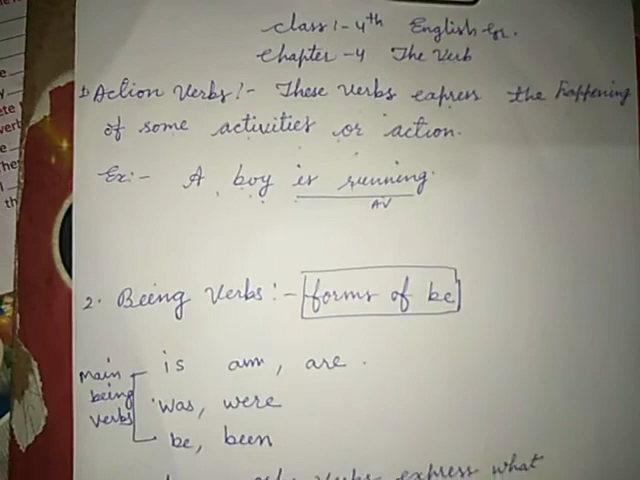 Class :- 4th English Gr.
Chapter -4 The Verb
1) Action Verbs :- These verbs express the happening
of some activities or action.
Ex:- A boy is running.
AV
2. Being Verbs :- forms of be
main being verbs
is am, are.
was, were
be, been
verbs express what